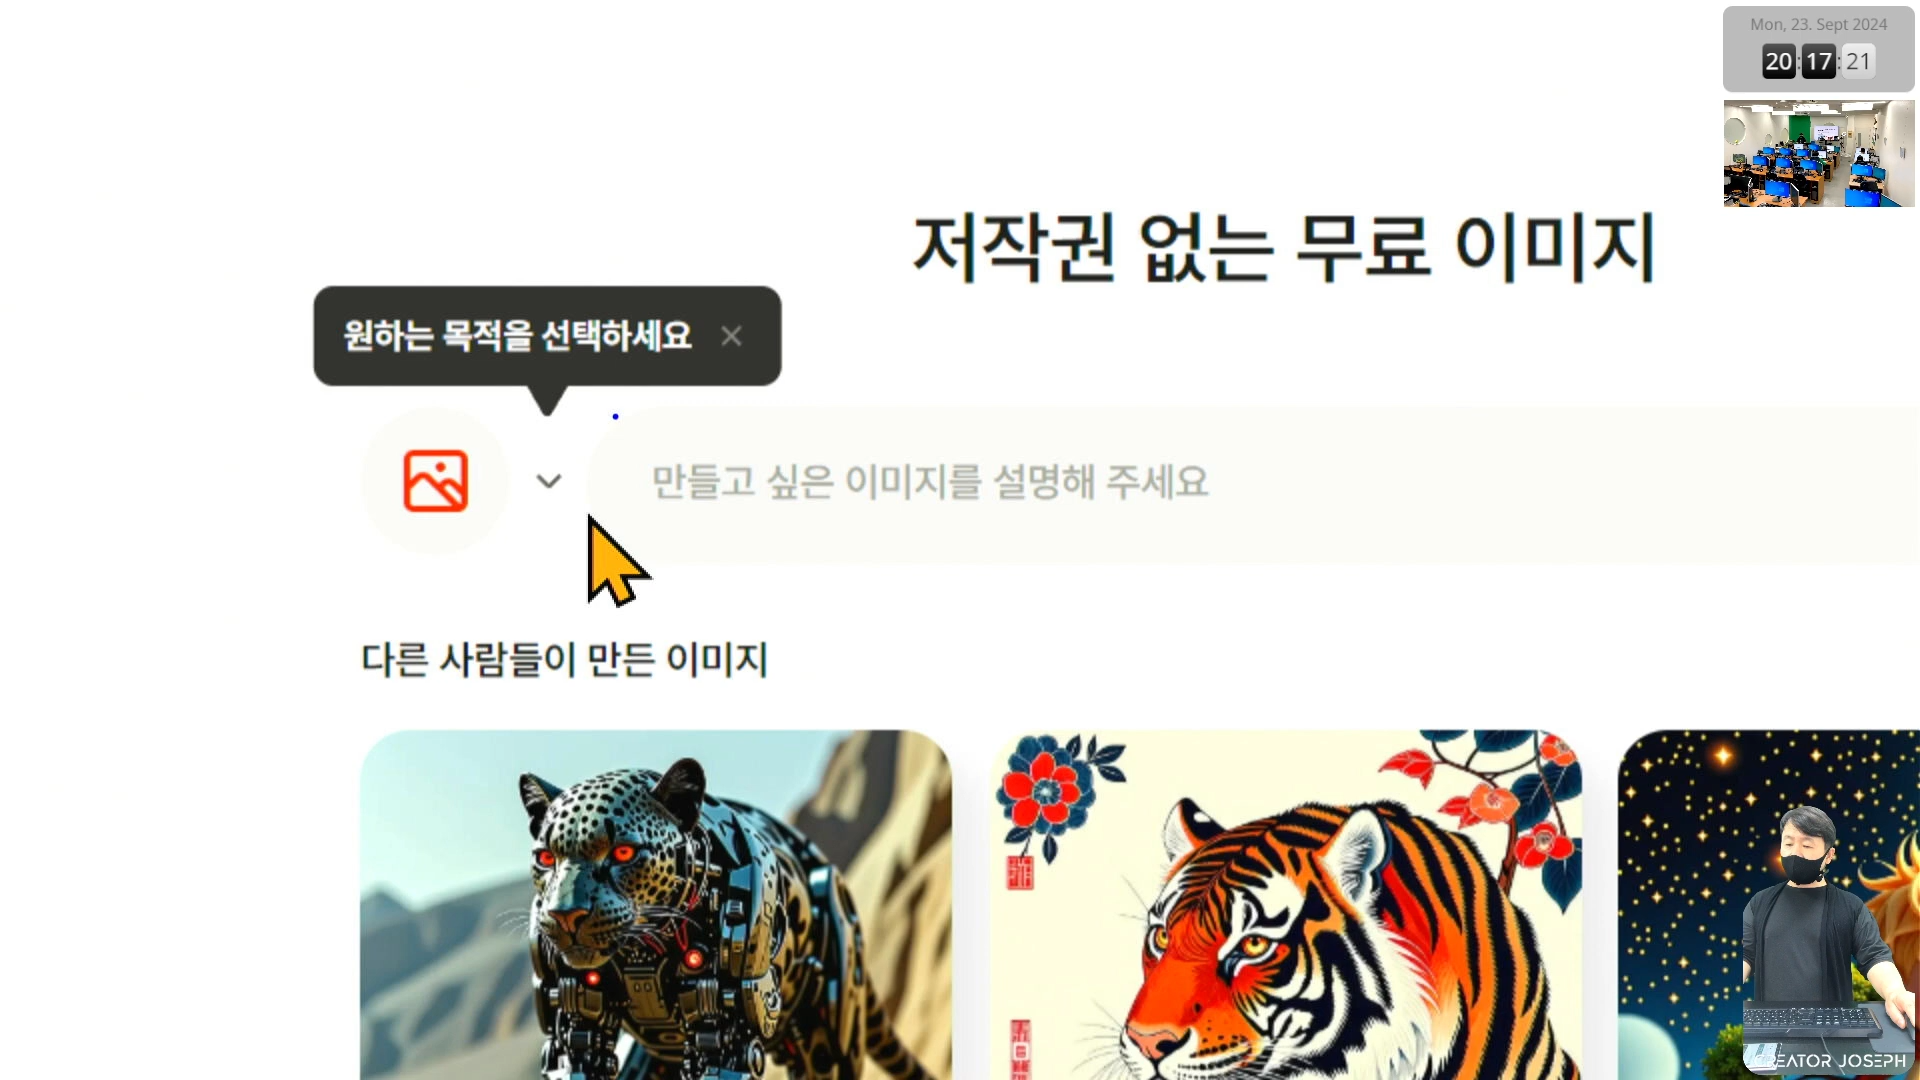 Mon, 23. Sept 2024
20:17:21
저작권 없는 무료 이미지
원하는 목적을 선택하세요
만들고 싶은 이미지를 설명해 주세요
다른 사람들이 만든 이미지
CREATOR JOSEPH